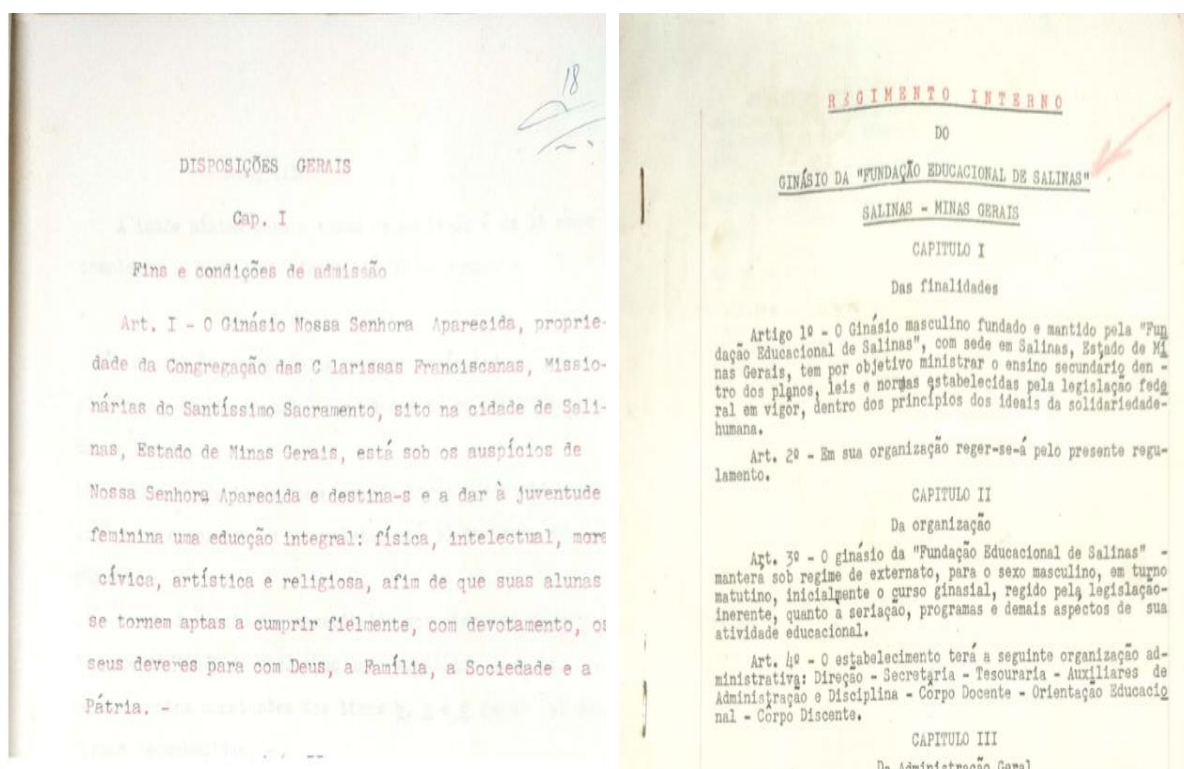 18
DISPOSIÇÕES GERAIS
Cap. I
Fins e condições de admissão
Art. I - O Ginásio Nossa Senhora Aparecida, proprie-
dade da Congregação das C larissas Franciscanas, Missio-
nárias do Santíssimo Sacramento, sito na cidade de Sali-
nas, Estado de Minas Gerais, está sob os auspícios de
Nossa Senhora Aparecida e destina-s e a dar à juventude
feminina uma educção integral: física, intelectual, mora
cívica, artística e religiosa, afim de que suas alunas
se tornem aptas a cumprir fielmente, com devotamento, os
seus deveres para com Deus, a Família, a Sociedade e a
Pátria. --
REGIMENTO INTERNO
DO
GINÁSIO DA "FUNDAÇÃO EDUCACIONAL DE SALINAS"
SALINAS - MINAS GERAIS
CAPITULO I
Das finalidades
Artigo 1º - O Ginásio masculino fundado e mantido pela "Fun
dação Educacional de Salinas", com sede em Salinas, Estado de Mi
nas Gerais, tem por objetivo ministrar o ensino secundário den -
tro dos planos, leis e normas estabelecidas pela legislação fede
ral em vigor, dentro dos princípios dos ideais da solidariedade-
humana.
Art. 2º - Em sua organização reger-se-á pelo presente regu-
lamento.
CAPITULO II
Da organização
Art. 3º - O ginásio da "Fundação Educacional de Salinas" -
manterá sob regime de externato, para o sexo masculino, em turno
matutino, inicialmente o curso ginasial, regido pela legislação-
inerente, quanto a seriação, programas e demais aspectos de sua
atividade educacional.
Art. 4º - O estabelecimento terá a seguinte organização ad-
ministrativa: Direção - Secretaria - Tesouraria - Auxiliares de
Administração e Disciplina - Corpo Docente - Orientação Educacio
nal - Corpo Discente.
CAPITULO III
Da Administração Geral